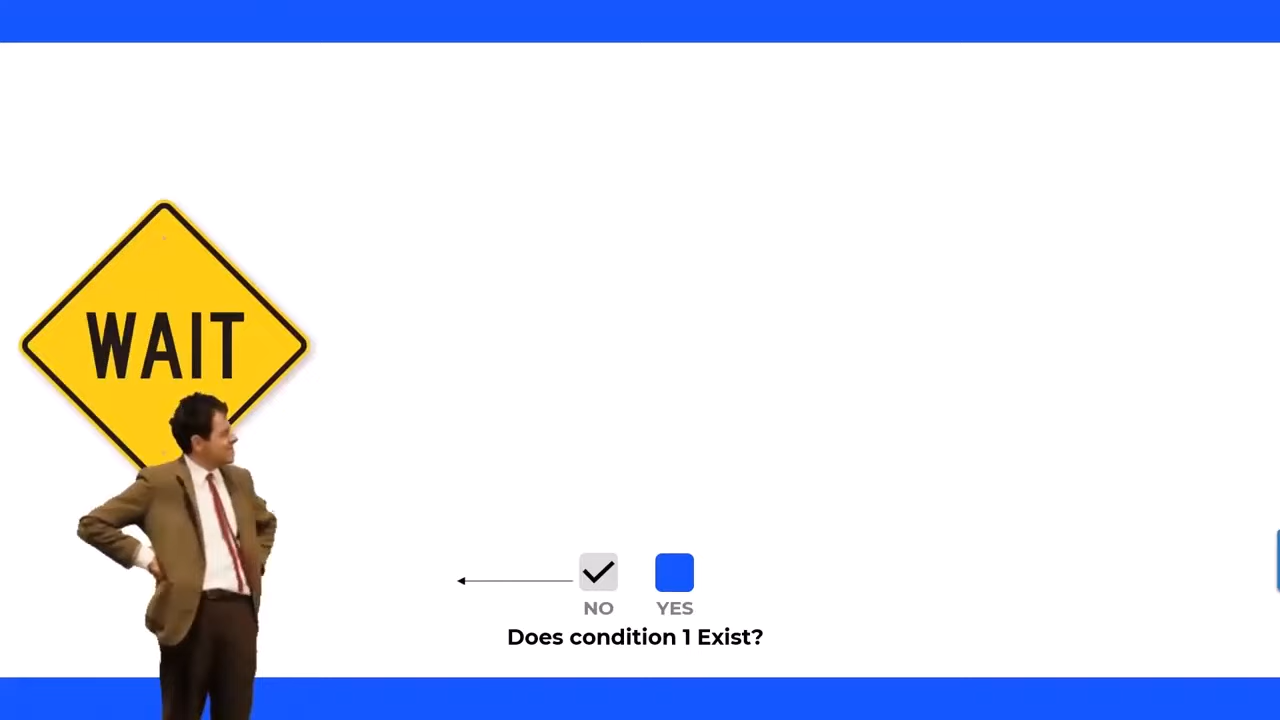 WAIT
NO YES
Does condition 1 Exist?